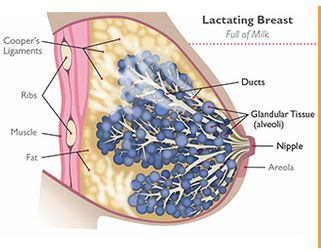 Lactating Breast
Full of Milk
Cooper's
Ligaments
Ribs
Muscle
Fat
Ducts
Glandular Tissue
(alveoli)
Nipple
Areola